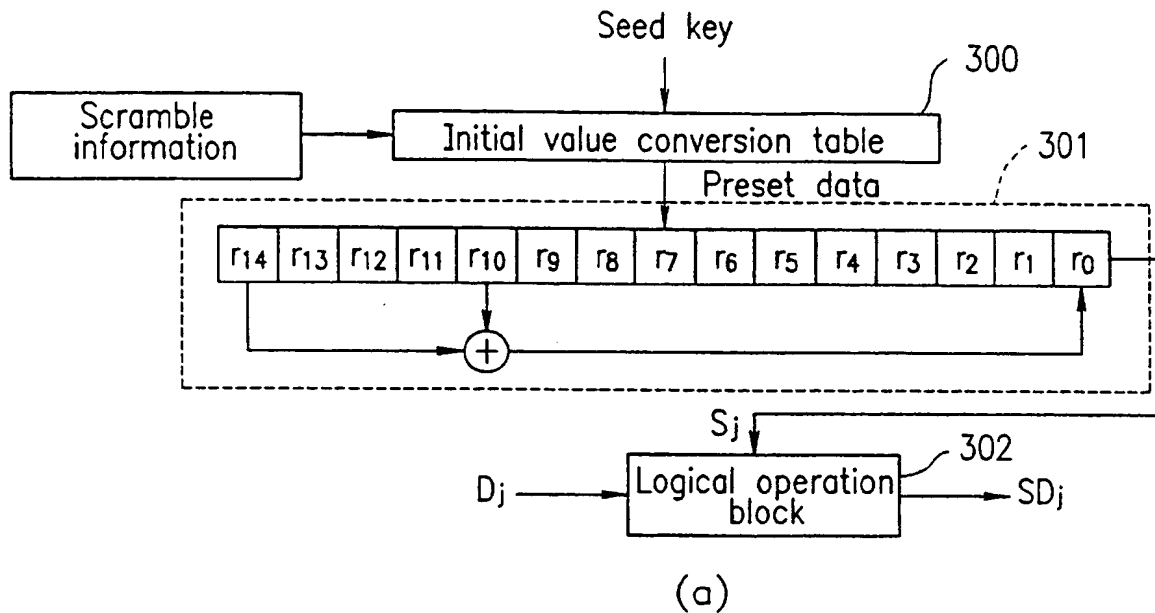 Seed key
300
Scramble
information
Initial value conversion table
301
Preset data
r14 r13 r12 r11 r10 r9 r8 r7 r6 r5 r4 r3 r2 r1 r0
+
Sj
302
Dj
Logical operation
block
SDj
(a)